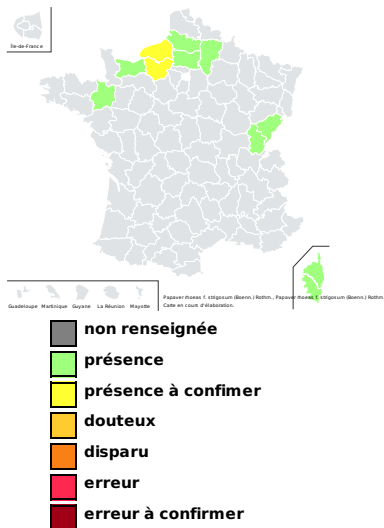 Île-de-France
Guadeloupe Martinique Guyane La Réunion Mayotte
Papaver rhoeas f. strigosum (Boenn.) Rothm., Papaver rhoeas f. strigosum (Boenn.) Rothm.
Carte en cours d'élaboration.
non renseignée
présence
présence à confimer
douteux
disparu
erreur
erreur à confirmer